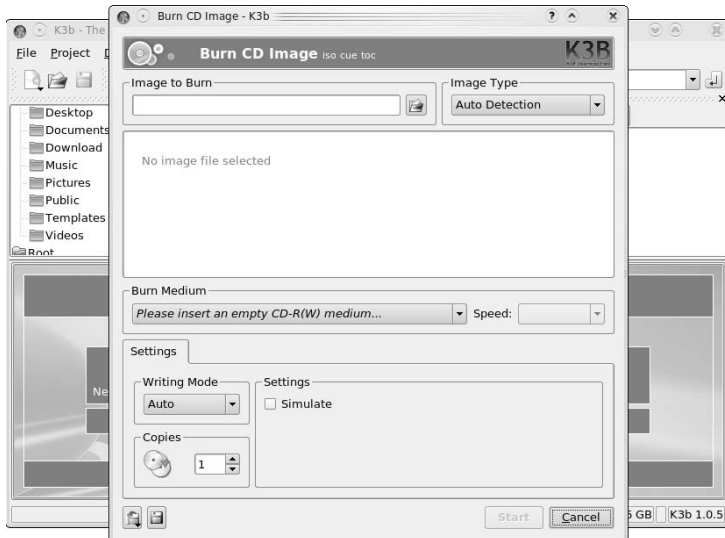 Burn CD Image - K3b
K3b - The
File Project
Burn CD Image iso cue toc
K3B
Image to Burn
Image Type
Auto Detection
Desktop
Documents
Download
Music
Pictures
Public
Templates
Videos
Root
No image file selected
Burn Medium
Please insert an empty CD-R(W) medium...
Speed:
Settings
Writing Mode
Auto
Settings
Simulate
Copies
1
Ne
Start
Cancel
GB
K3b 1.0.5